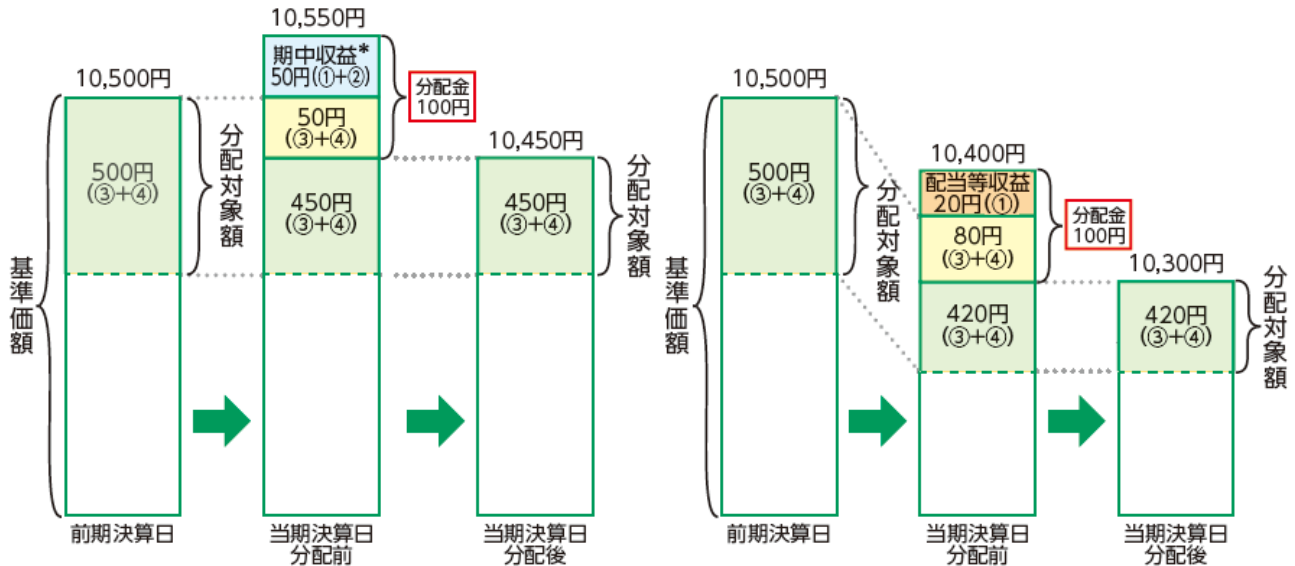 10,500円
基準価額
500円
(③+④)
分配対象額
前期決算日
10,550円
期中収益*
50円(①+②)
50円
(③+④)
450円
(③+④)
分配金
100円
当期決算日
分配前
10,450円
450円
(③+④)
分配対象額
当期決算日
分配後
10,500円
基準価額
500円
(③+④)
分配対象額
前期決算日
10,400円
配当等収益
20円(①)
80円
(③+④)
420円
(③+④)
分配金
100円
当期決算日
分配前
10,300円
420円
(③+④)
分配対象額
当期決算日
分配後